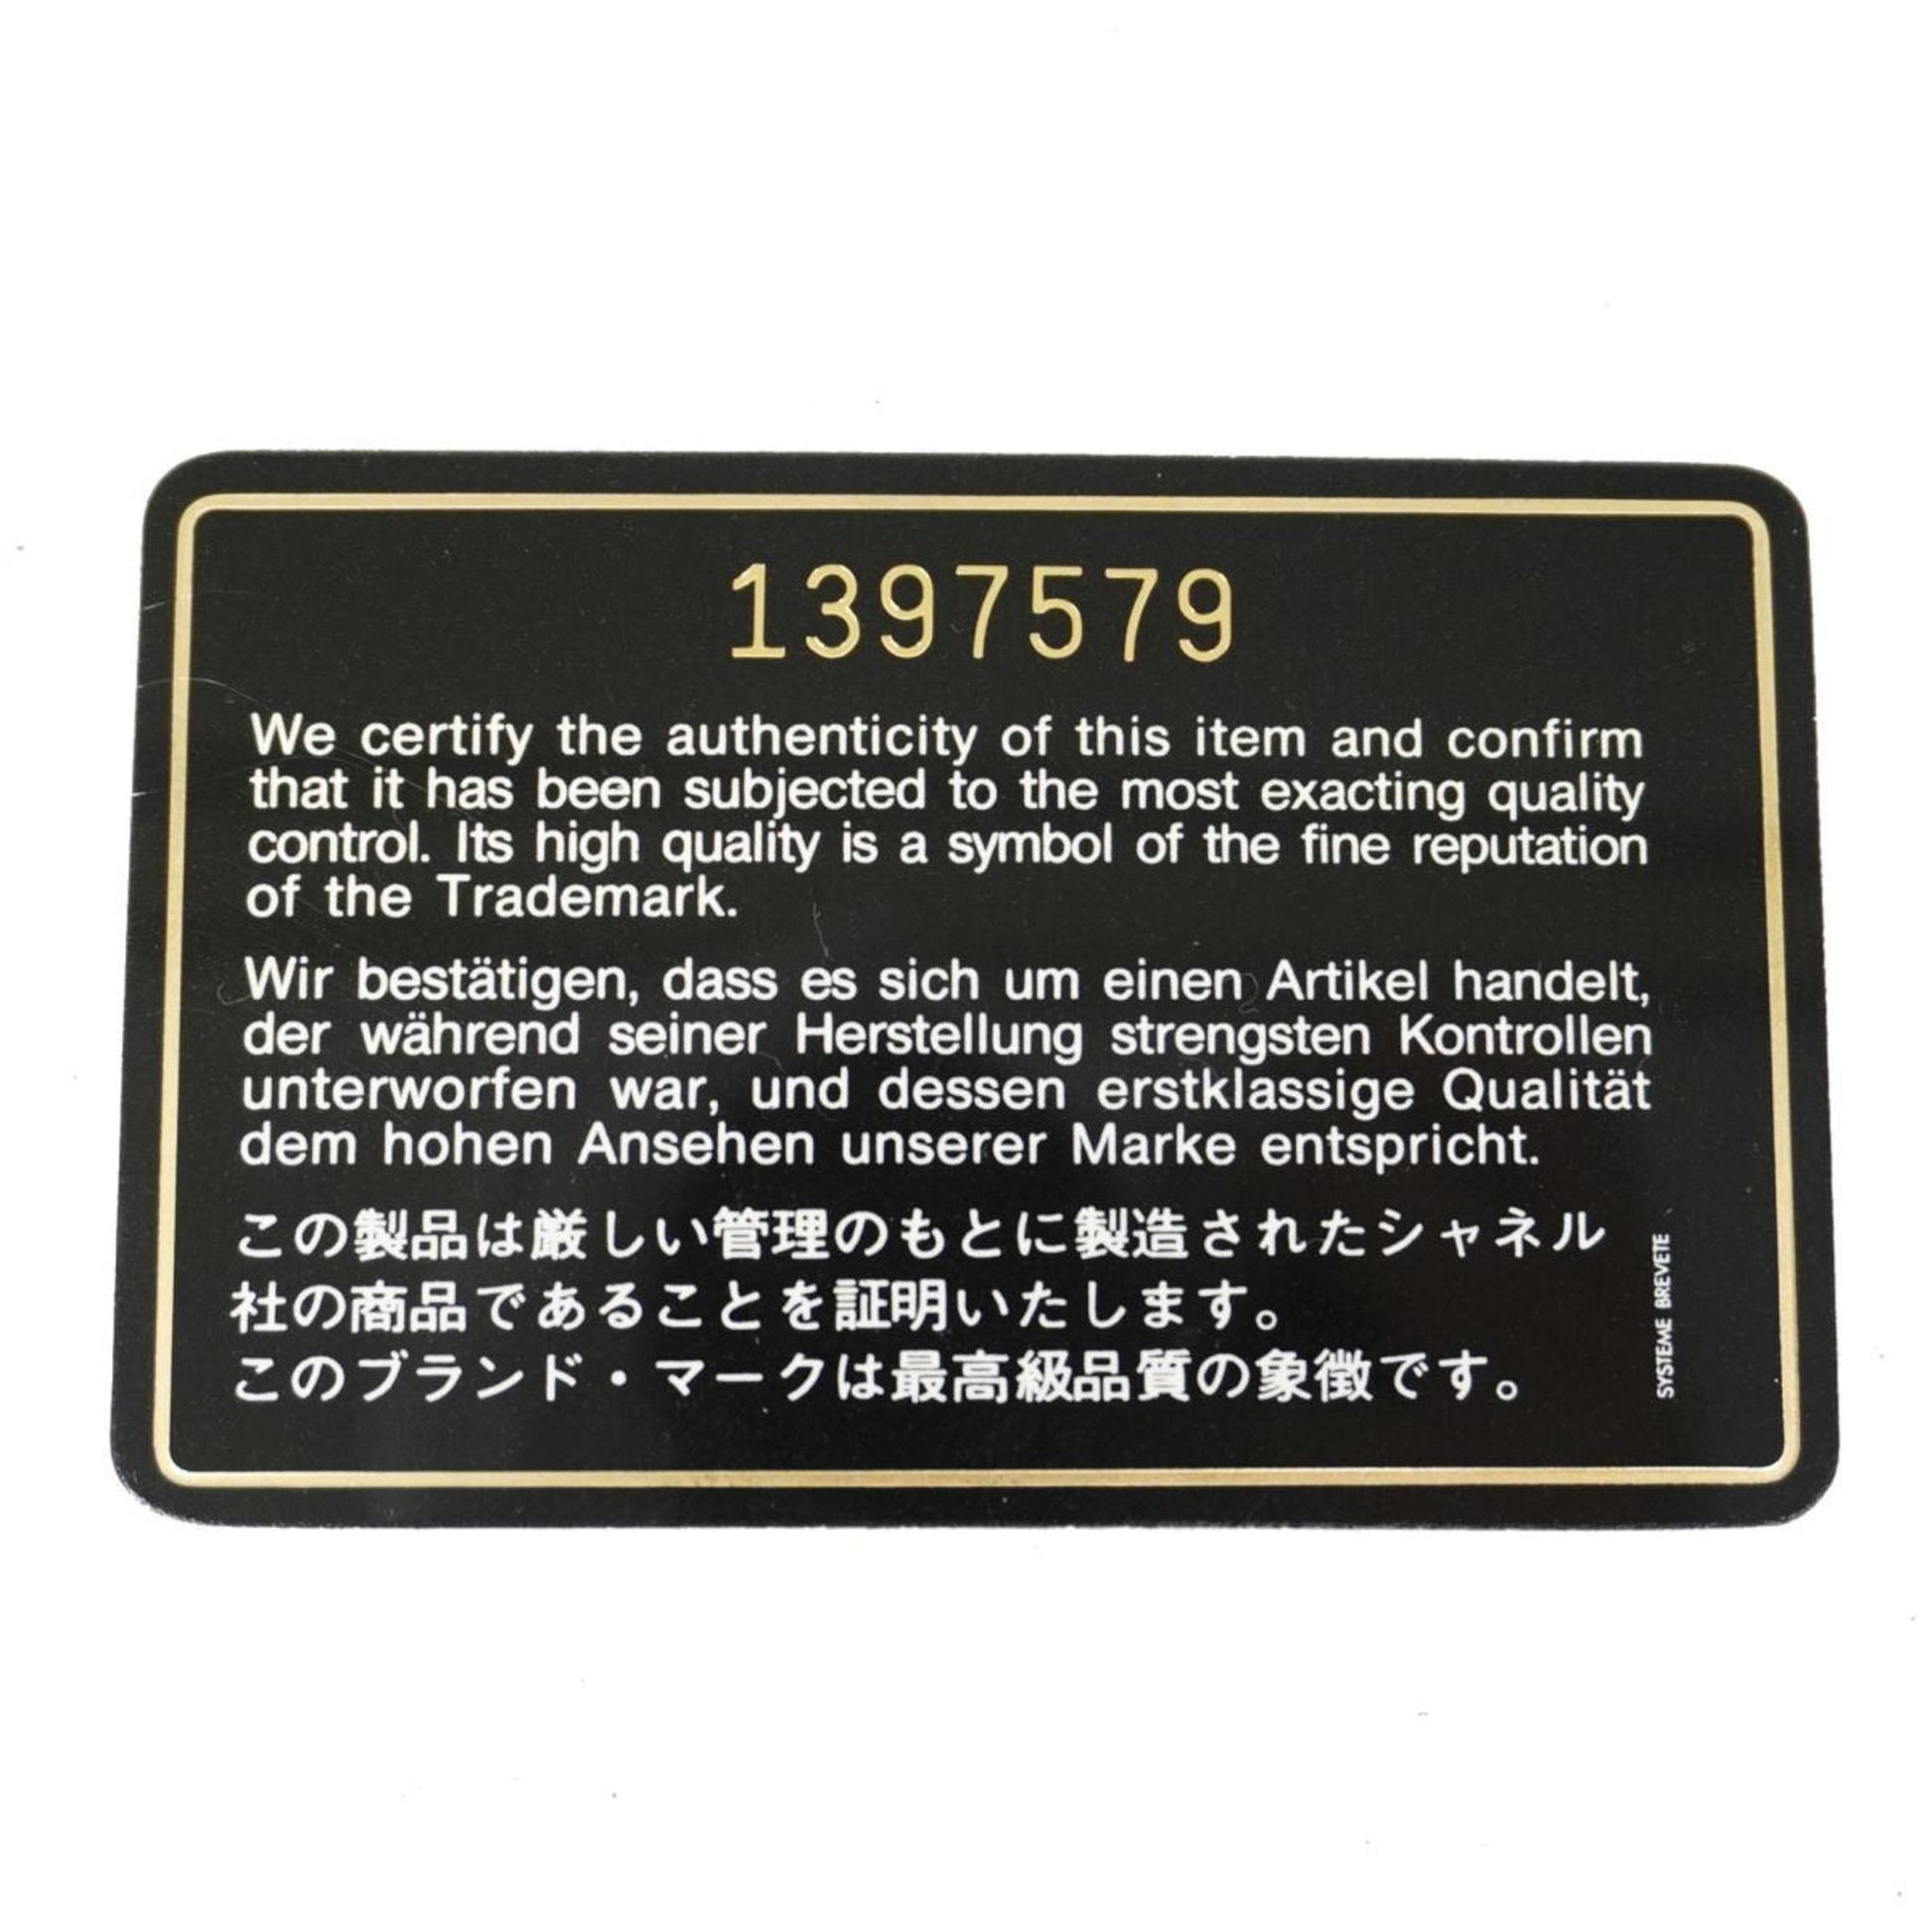 1397579
We certify the authenticity of this item and confirm
that it has been subjected to the most exacting quality
control. Its high quality is a symbol of the fine reputation
of the Trademark.
Wir bestätigen, dass es sich um einen Artikel handelt,
der während seiner Herstellung strengsten Kontrollen
unterworfen war, und dessen erstklassige Qualität
dem hohen Ansehen unserer Marke entspricht.
この製品は厳しい管理のもとに製造されたシャネル
社の商品であることを証明いたします。
このブランド・マークは最高級品質の象徴です。
SYSTEME BREVETE